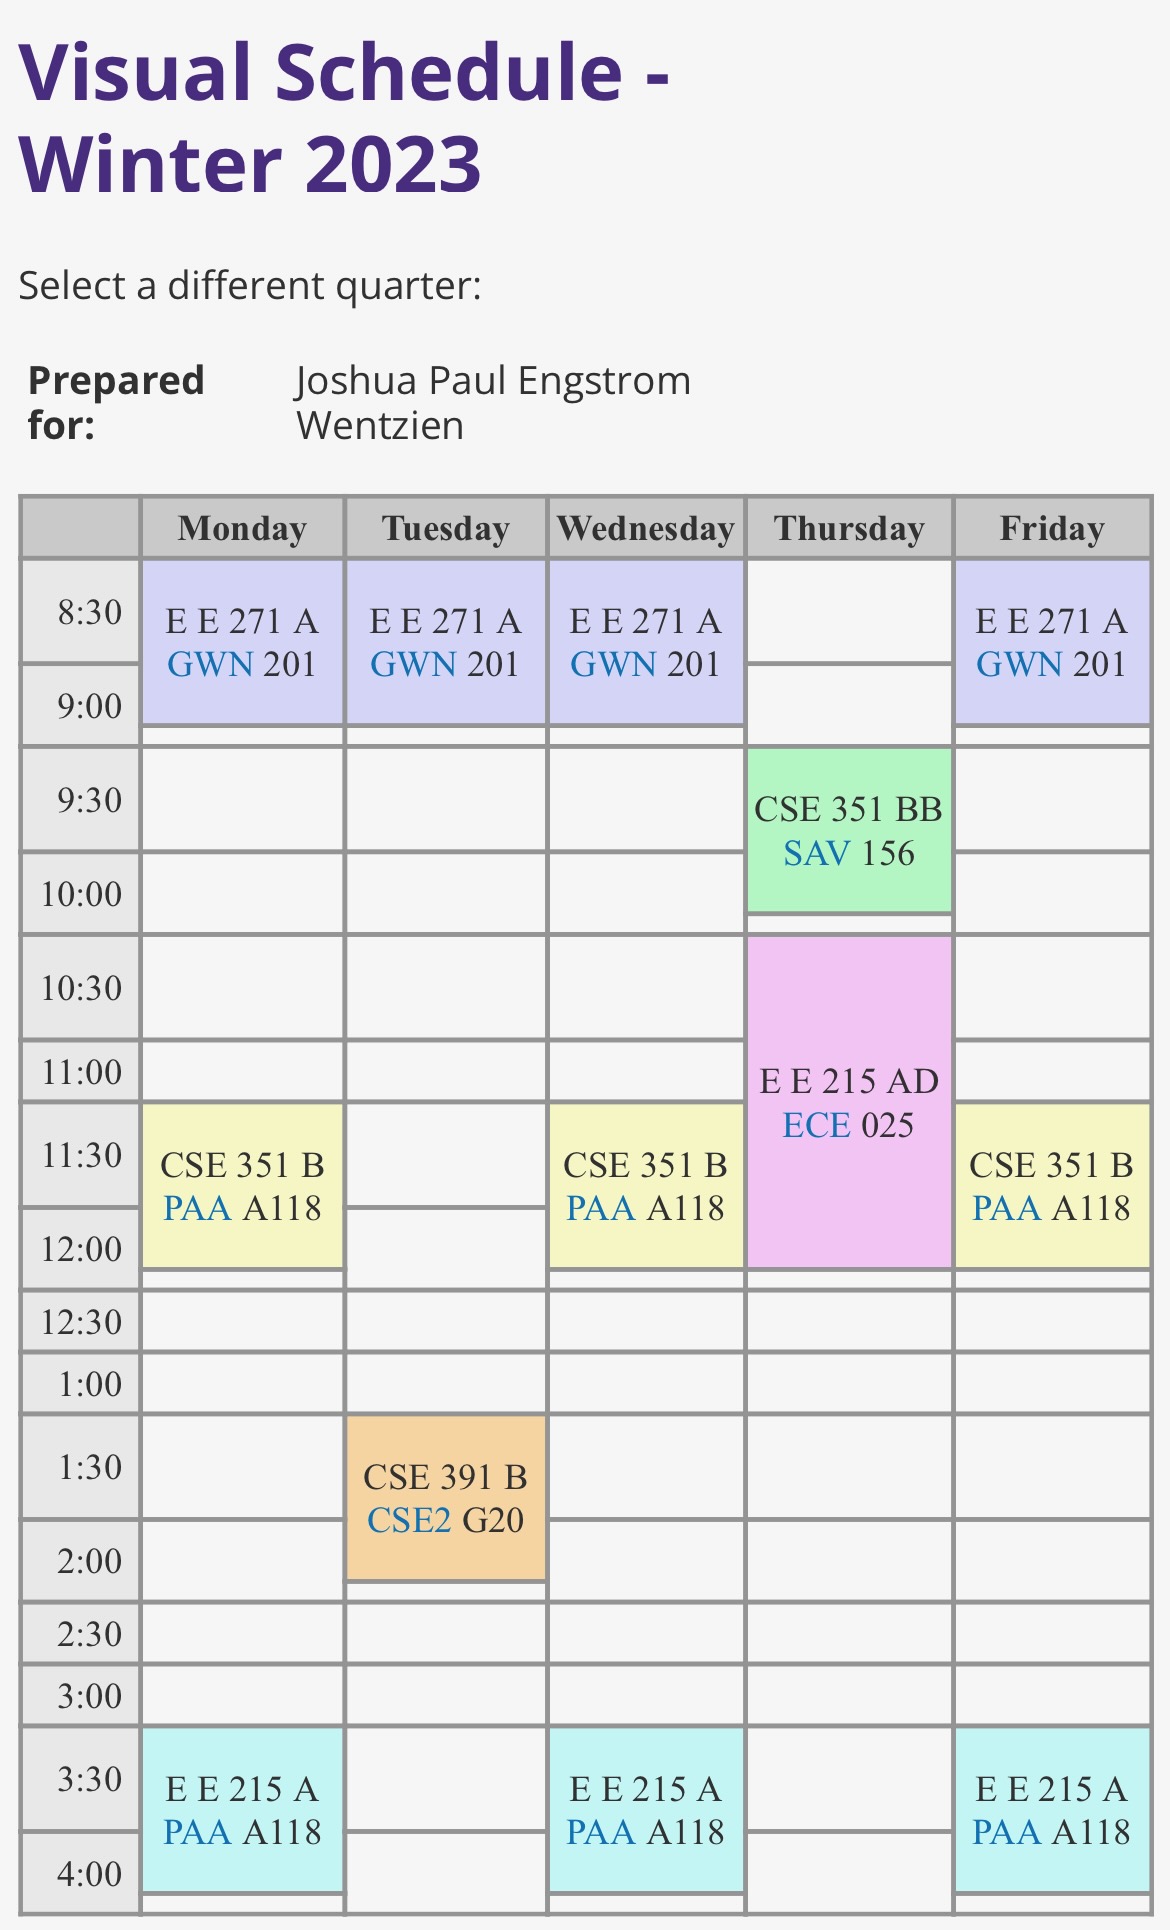 Visual Schedule -
Winter 2023
Select a different quarter:
Prepared for: Joshua Paul Engstrom Wentzien
Monday Tuesday Wednesday Thursday Friday
8:30
E E 271 A E E 271 A E E 271 A E E 271 A
GWN 201 GWN 201 GWN 201 GWN 201
9:00
9:30
CSE 351 BB
SAV 156
10:00
10:30
11:00
E E 215 AD
ECE 025
11:30
CSE 351 B CSE 351 B CSE 351 B
PAA A118 PAA A118 PAA A118
12:00
12:30
1:00
1:30
CSE 391 B
CSE2 G20
2:00
2:30
3:00
3:30
E E 215 A E E 215 A E E 215 A
PAA A118 PAA A118 PAA A118
4:00